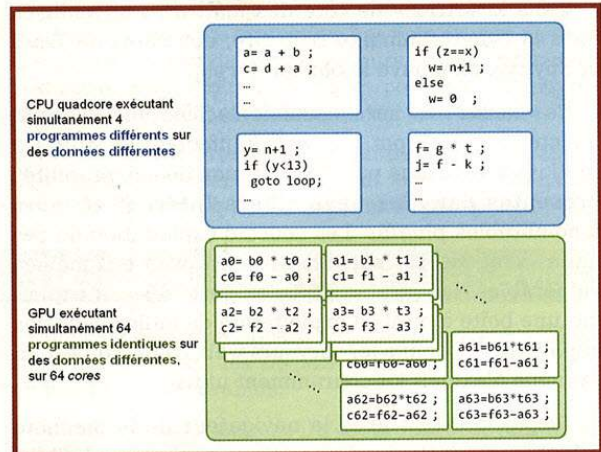 CPU quadcore exécutant
simultanément 4
programmes différents sur
des données différentes
a= a + b ;
c= d + a ;
…
…
if (z==x)
w= n+1 ;
else
w= 0 ;
y= n+1 ;
if (y<13)
goto loop;
…
f= g * t ;
j= f - k ;
…
…
GPU exécutant
simultanément 64
programmes identiques sur
des données différentes,
sur 64 cores
a0= b0 * t0 ;
c0= f0 - a0 ;
a1= b1 * t1 ;
c1= f1 - a1 ;
a2= b2 * t2 ;
c2= f2 - a2 ;
a3= b3 * t3 ;
c3= f3 - a3 ;
c60=f60-a60 ;
a61=b61*t61 ;
c61=f61-a61 ;
a62=b62*t62 ;
c62=f62-a62 ;
a63=b63*t63 ;
c63=f63-a63 ;